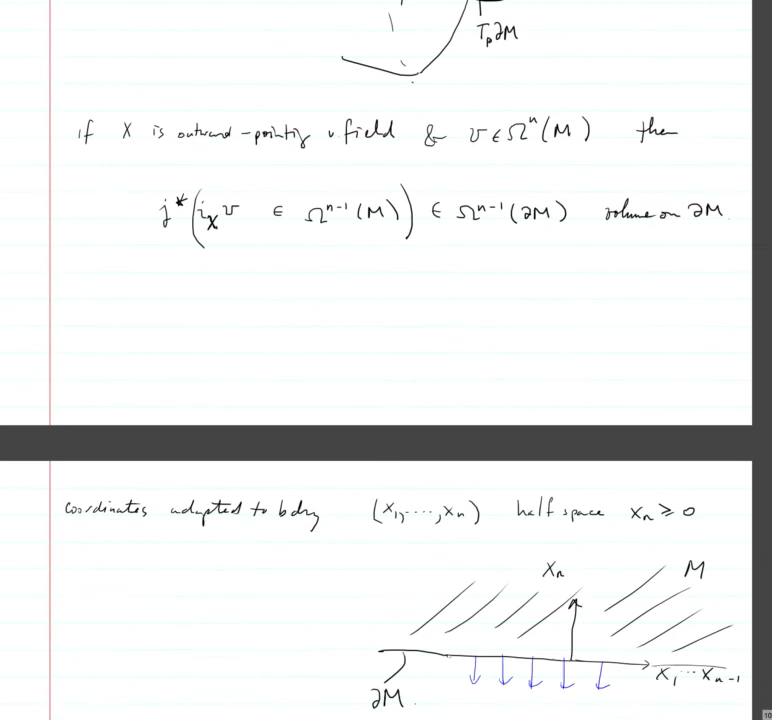 T_p ∂M
if X is outward-pointing v. field & v ∈ Ω^n(M) then
j*(i_X v ∈ Ω^{n-1}(M)) ∈ Ω^{n-1}(∂M) volume on ∂M.
coordinates adapted to bdry (x_1, ..., x_n) half space x_n ≥ 0
x_n M
x_1 ... x_{n-1}
∂M
10